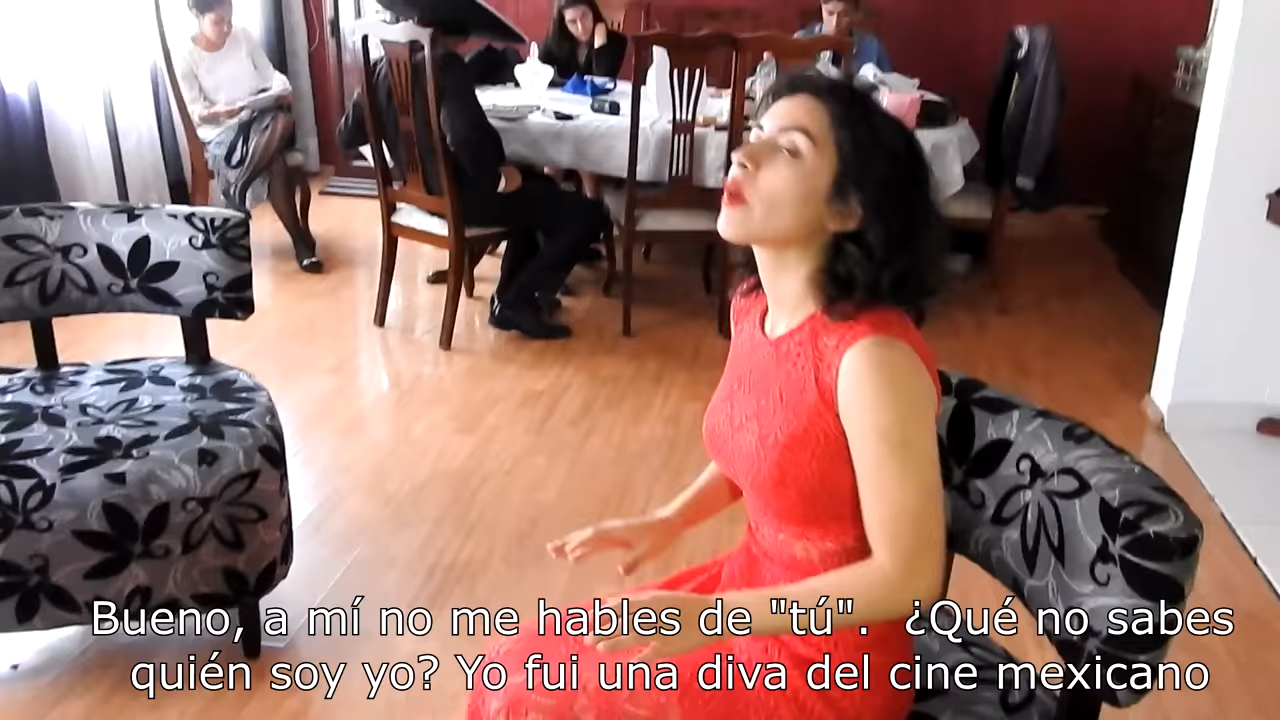 Bueno, a mí no me hables de "tú".  ¿Qué no sabes
quién soy yo? Yo fui una diva del cine mexicano